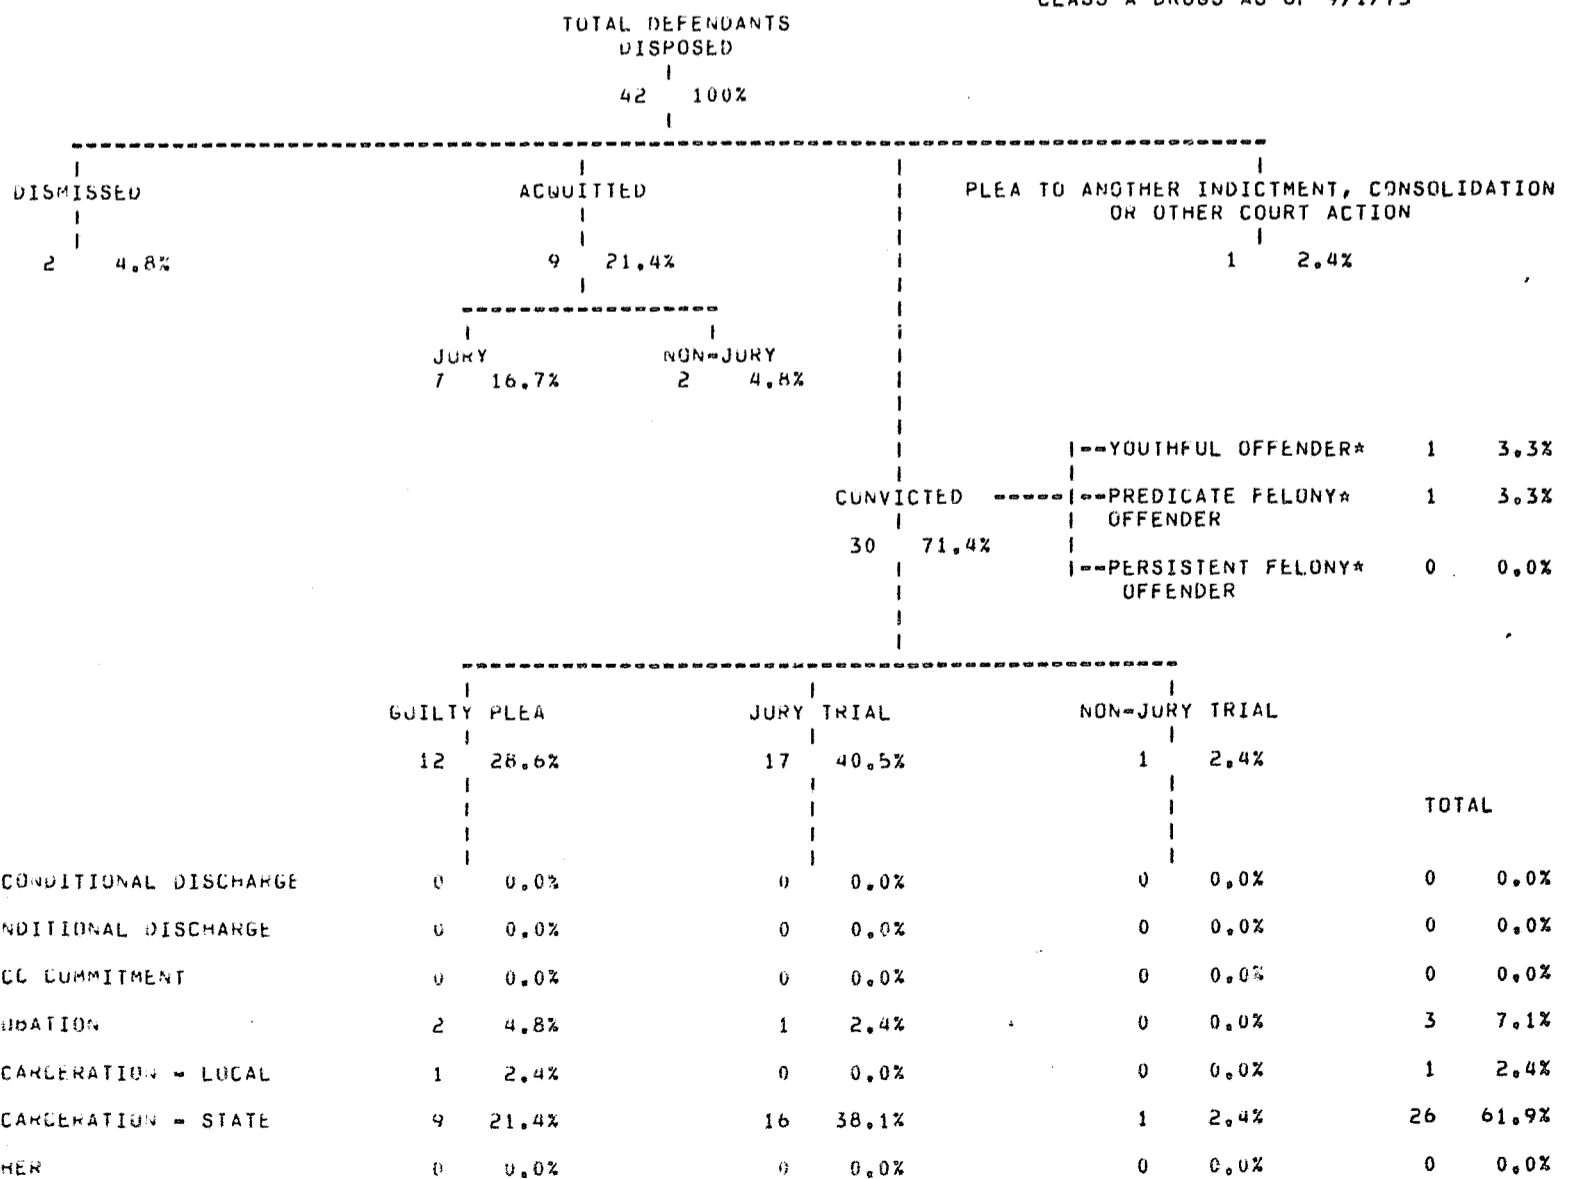 TOTAL DEFENDANTS
DISPOSED
42 100%
DISMISSED ACQUITTED PLEA TO ANOTHER INDICTMENT, CONSOLIDATION
OR OTHER COURT ACTION
2 4.8% 9 21.4% 1 2.4%
JURY NON-JURY
7 16.7% 2 4.8%
--YOUTHFUL OFFENDER* 1 3.3%
CONVICTED -----|--PREDICATE FELONY* 1 3.3%
OFFENDER
30 71.4%
--PERSISTENT FELONY* 0 0.0%
OFFENDER
GUILTY PLEA JURY TRIAL NON-JURY TRIAL
12 28.6% 17 40.5% 1 2.4%
TOTAL
CONDITIONAL DISCHARGE 0 0.0% 0 0.0% 0 0.0% 0 0.0%
NDITIONAL DISCHARGE 0 0.0% 0 0.0% 0 0.0% 0 0.0%
CC COMMITMENT 0 0.0% 0 0.0% 0 0.0% 0 0.0%
OBATION 2 4.8% 1 2.4% 0 0.0% 3 7.1%
CARCERATION - LOCAL 1 2.4% 0 0.0% 0 0.0% 1 2.4%
CARCERATION - STATE 9 21.4% 16 38.1% 1 2.4% 26 61.9%
HER 0 0.0% 0 0.0% 0 0.0% 0 0.0%